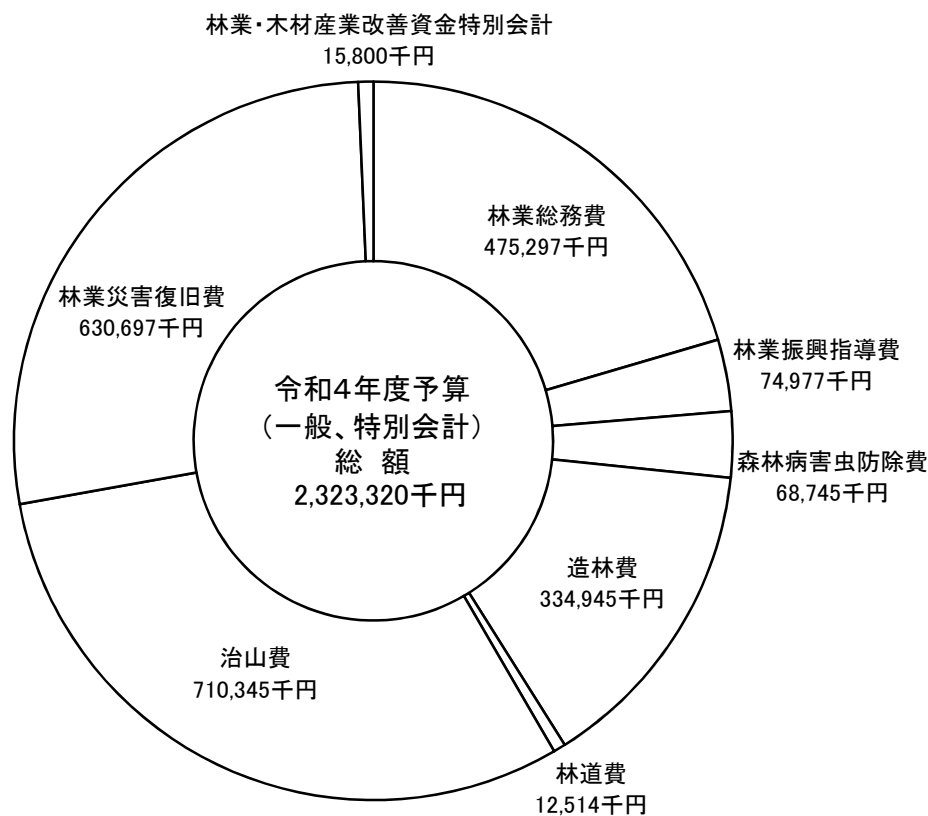 林業・木材産業改善資金特別会計
15,800千円
林業総務費
475,297千円
林業振興指導費
74,977千円
森林病害虫防除費
68,745千円
造林費
334,945千円
林道費
12,514千円
治山費
710,345千円
林業災害復旧費
630,697千円
令和4年度予算
（一般、特別会計）
総 額
2,323,320千円